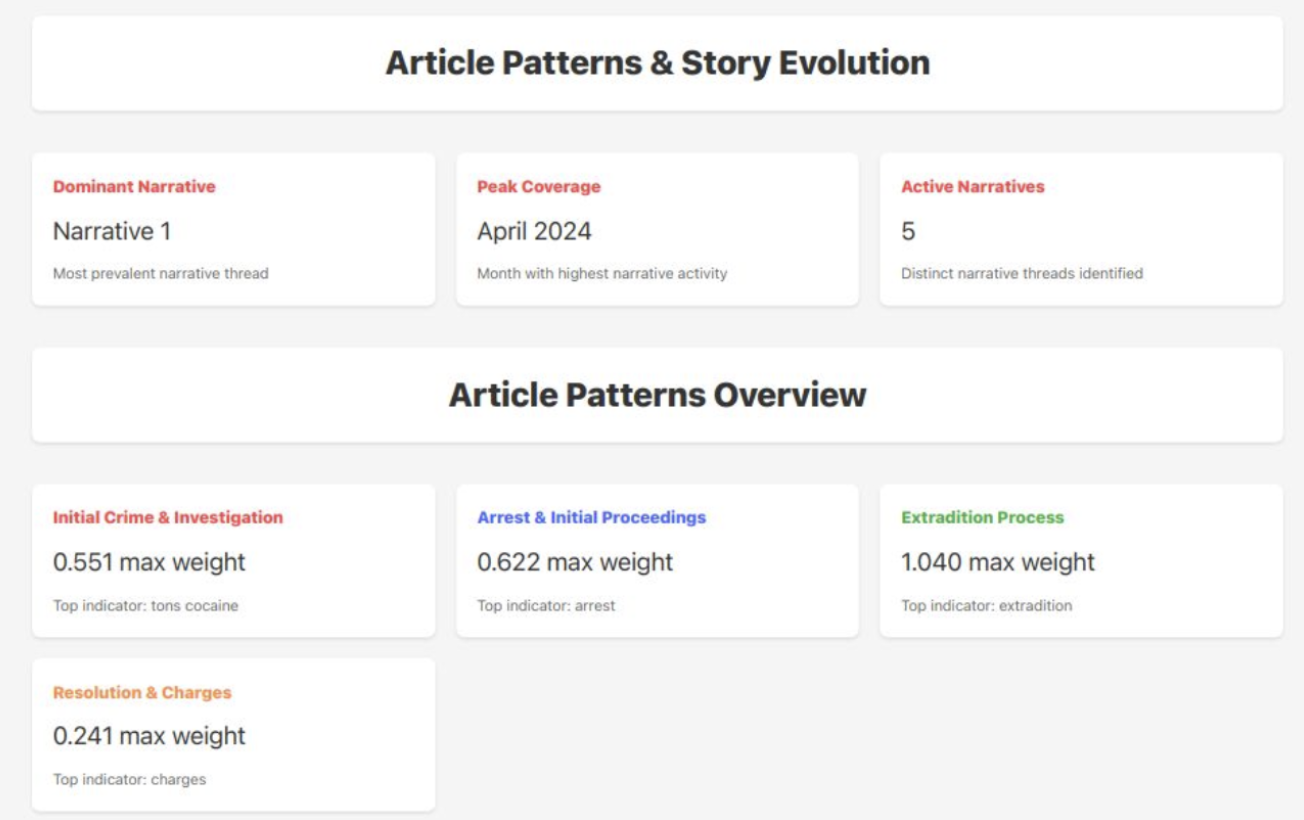 Article Patterns & Story Evolution
Dominant Narrative
Narrative 1
Most prevalent narrative thread
Peak Coverage
April 2024
Month with highest narrative activity
Active Narratives
5
Distinct narrative threads identified
Article Patterns Overview
Initial Crime & Investigation
0.551 max weight
Top indicator: tons cocaine
Arrest & Initial Proceedings
0.622 max weight
Top indicator: arrest
Extradition Process
1.040 max weight
Top indicator: extradition
Resolution & Charges
0.241 max weight
Top indicator: charges